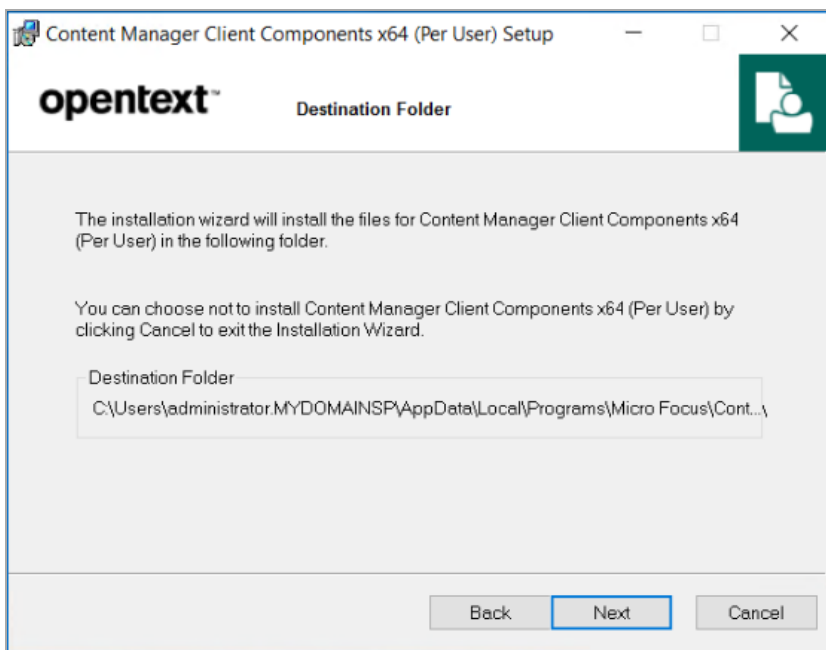 Content Manager Client Components x64 (Per User) Setup
opentext™
Destination Folder
The installation wizard will install the files for Content Manager Client Components x64
(Per User) in the following folder.
You can choose not to install Content Manager Client Components x64 (Per User) by
clicking Cancel to exit the Installation Wizard.
Destination Folder
C:\Users\administrator.MYDOMAINSP\AppData\Local\Programs\Micro Focus\Cont...\
Back
Next
Cancel